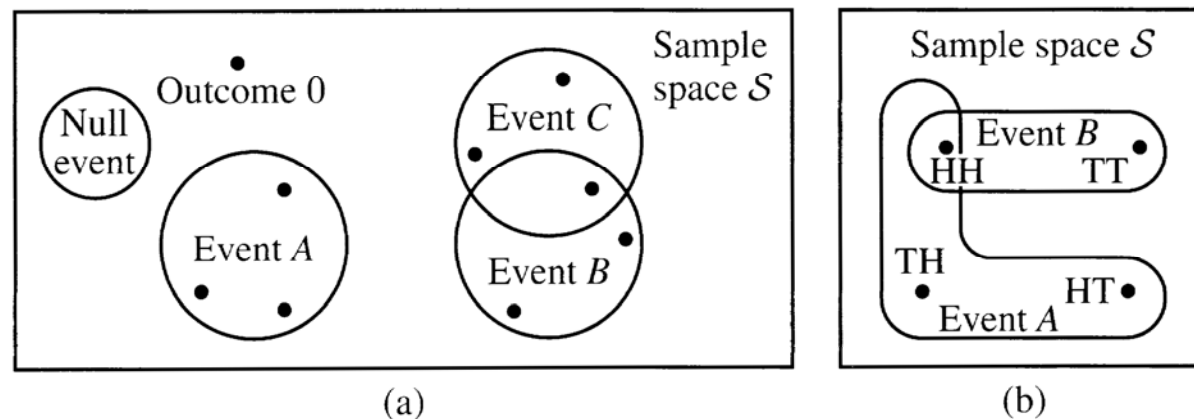 Sample
space 𝒮
Outcome 0
Null
event
Event C
Event A
Event B
(a)
Sample space 𝒮
Event B
HH
TT
TH
HT
Event A
(b)